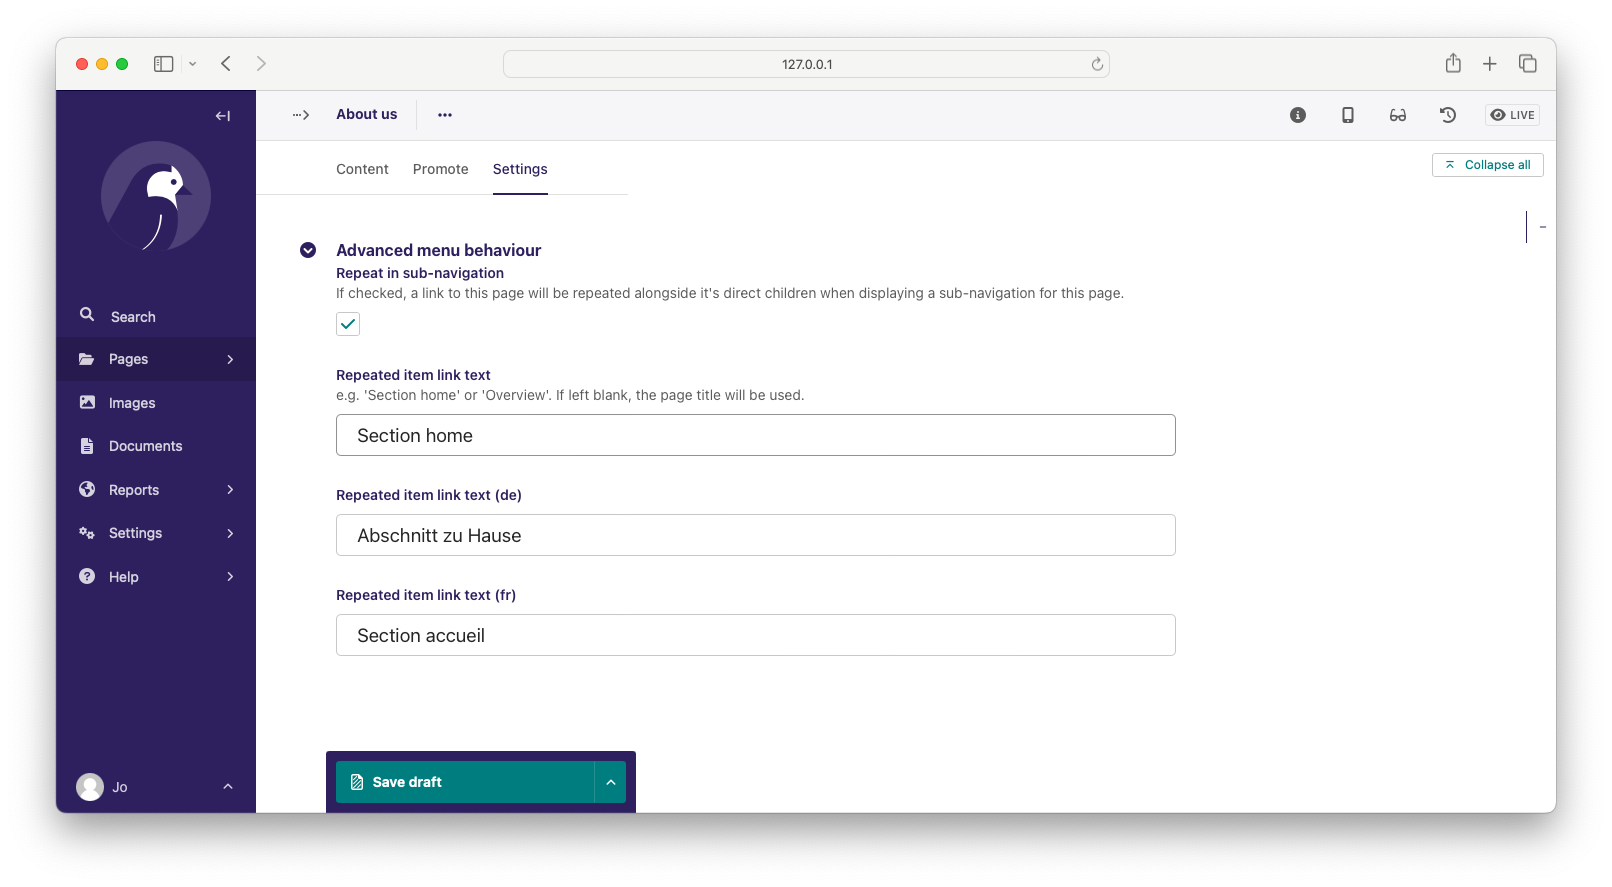 127.0.0.1
About us
LIVE
Content Promote Settings
Collapse all
Search
Pages
Images
Documents
Reports
Settings
Help
Jo
Advanced menu behaviour
Repeat in sub-navigation
If checked, a link to this page will be repeated alongside it's direct children when displaying a sub-navigation for this page.
Repeated item link text
e.g. 'Section home' or 'Overview'. If left blank, the page title will be used.
Section home
Repeated item link text (de)
Abschnitt zu Hause
Repeated item link text (fr)
Section accueil
Save draft